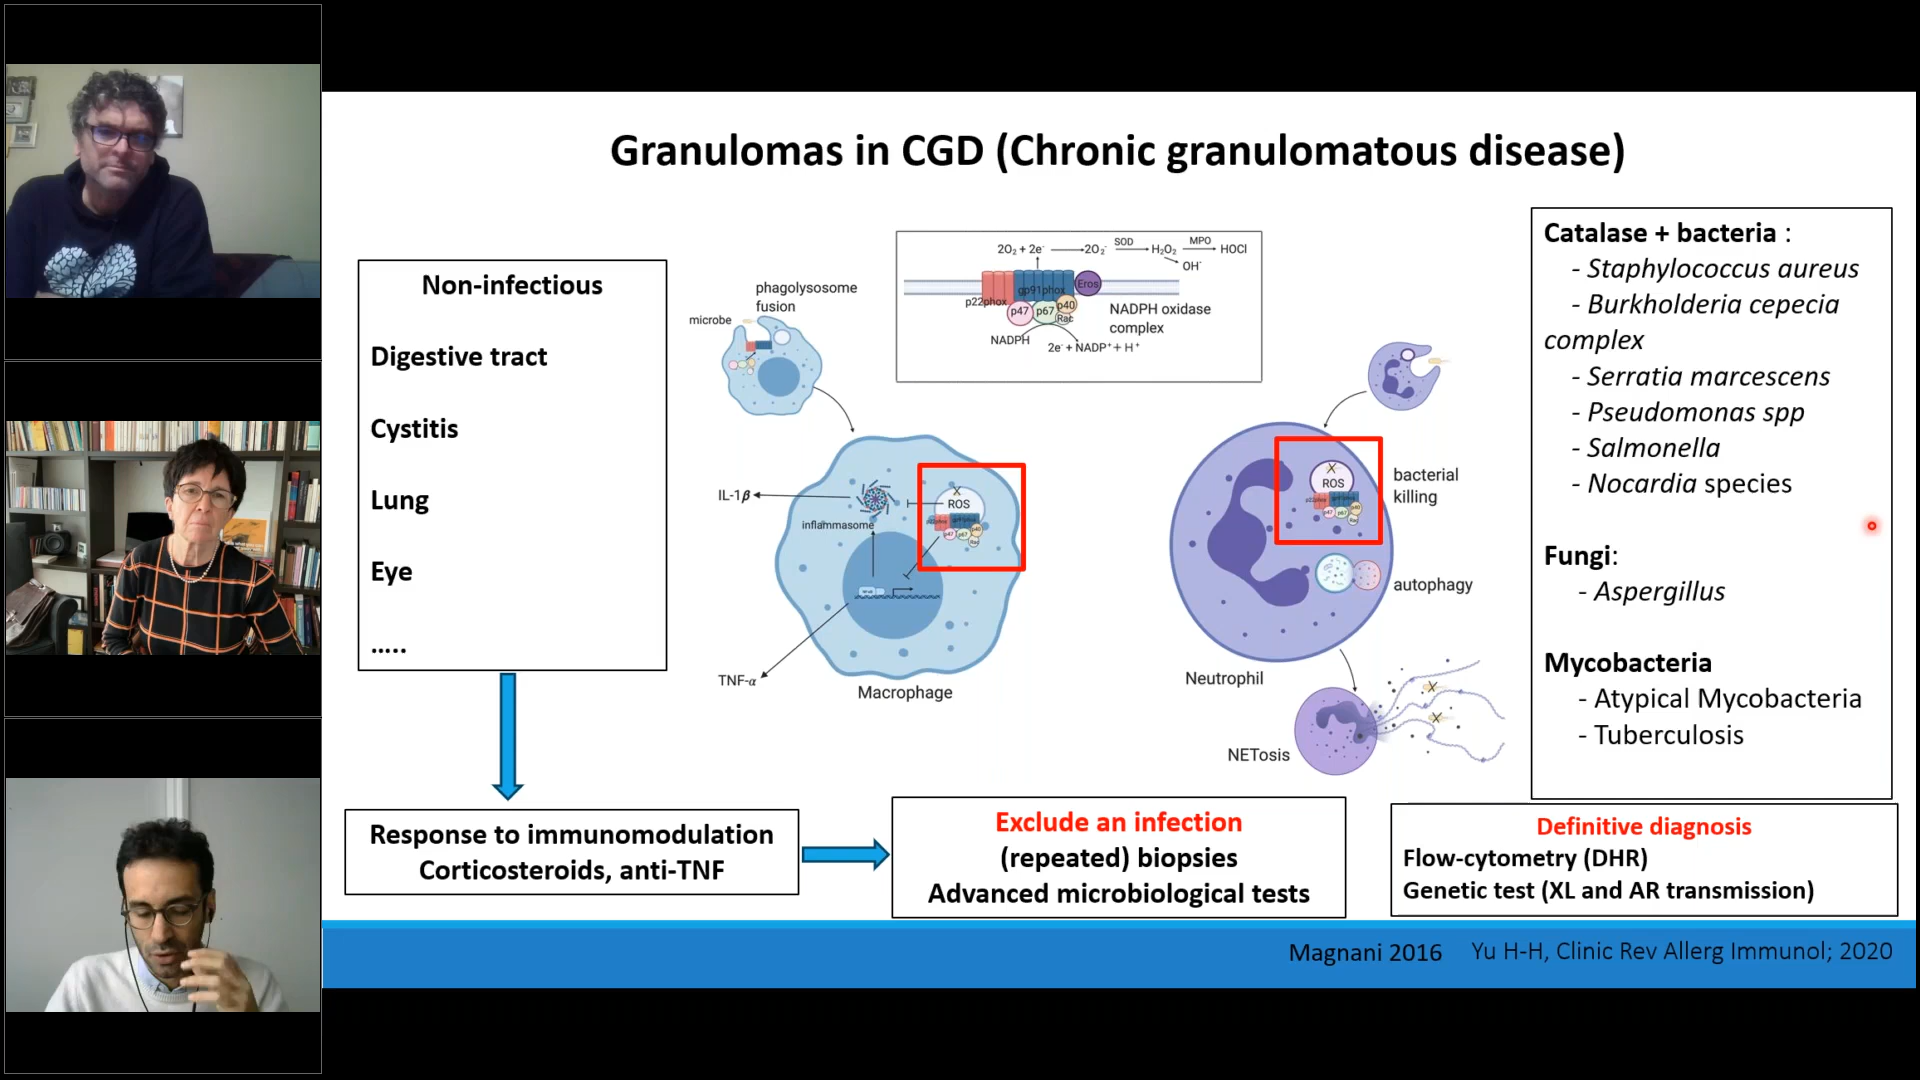 Granulomas in CGD (Chronic granulomatous disease)
Non-infectious
Digestive tract
Cystitis
Lung
Eye
.....
Response to immunomodulation
Corticosteroids, anti-TNF
microbe
phagolysosome
fusion
IL-1β
inflammasome
ROS
TNF-α
Macrophage
2O₂ + 2e⁻
2O₂⁻
SOD
H₂O₂
MPO
HOCl
OH⁻
p22phox
gp91phox
Eros
p47
p67
p40
Rac
NADPH
2e⁻ + NADP⁺ + H⁺
NADPH oxidase
complex
ROS
bacterial
killing
autophagy
Neutrophil
NETosis
Exclude an infection
(repeated) biopsies
Advanced microbiological tests
Catalase + bacteria :
- Staphylococcus aureus
- Burkholderia cepecia
complex
- Serratia marcescens
- Pseudomonas spp
- Salmonella
- Nocardia species
Fungi:
- Aspergillus
Mycobacteria
- Atypical Mycobacteria
- Tuberculosis
Definitive diagnosis
Flow-cytometry (DHR)
Genetic test (XL and AR transmission)
Magnani 2016 Yu H-H, Clinic Rev Allerg Immunol; 2020